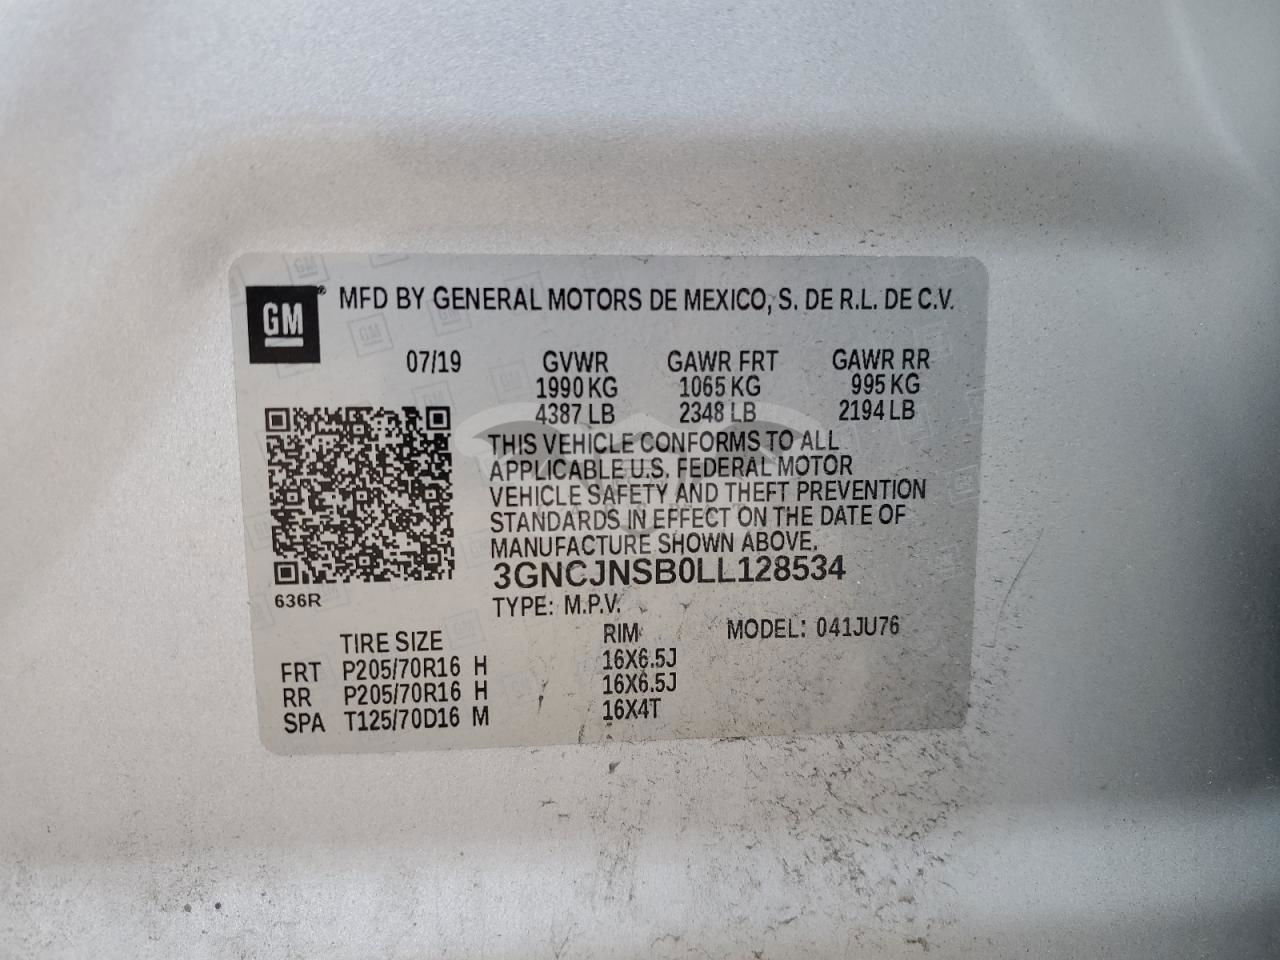 GM
MFD BY GENERAL MOTORS DE MEXICO, S. DE R.L. DE C.V.
07/19 GVWR GAWR FRT GAWR RR
1990 KG 1065 KG 995 KG
4387 LB 2348 LB 2194 LB
THIS VEHICLE CONFORMS TO ALL
APPLICABLE U.S. FEDERAL MOTOR
VEHICLE SAFETY AND THEFT PREVENTION
STANDARDS IN EFFECT ON THE DATE OF
MANUFACTURE SHOWN ABOVE.
3GNCJNSB0LL128534
636R
TYPE: M.P.V.
TIRE SIZE RIM MODEL: 041JU76
FRT P205/70R16 H 16X6.5J
RR P205/70R16 H 16X6.5J
SPA T125/70D16 M 16X4T